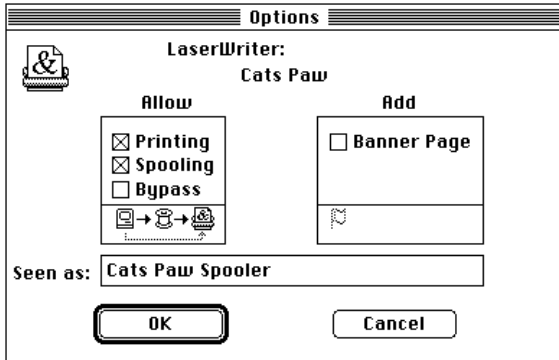 Options
LaserWriter:
Cats Paw
Allow
Add
Printing
Spooling
Bypass
Banner Page
&
Seen as: Cats Paw Spooler
OK
Cancel